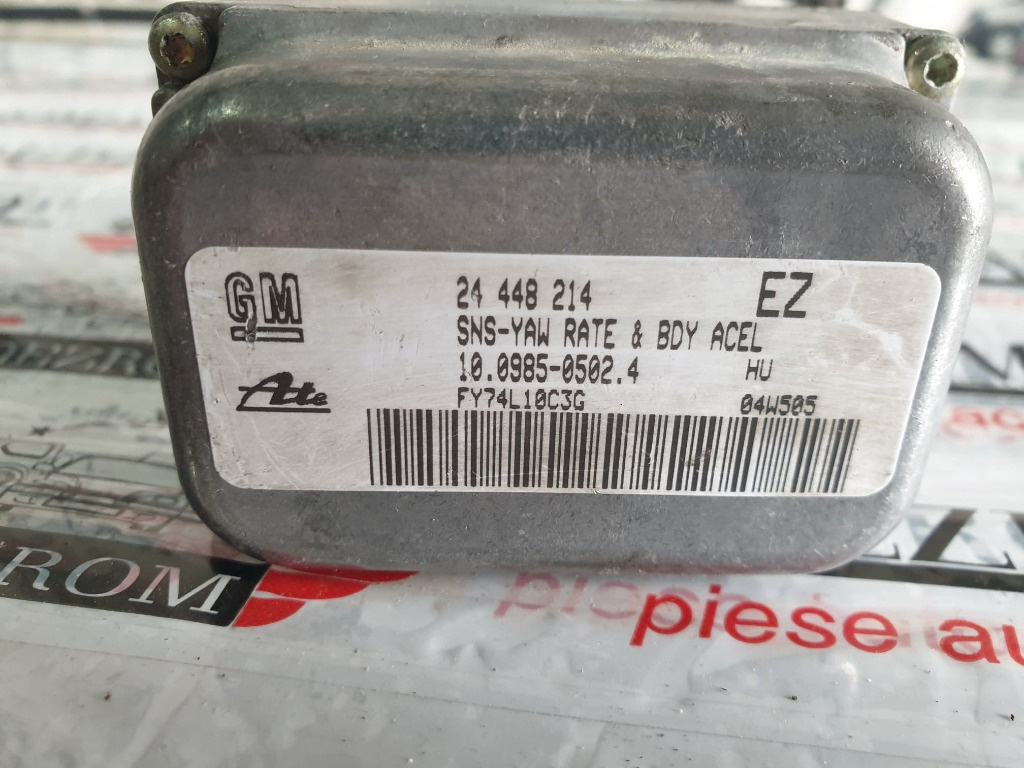 GM
24 448 214
EZ
SNS-YAW RATE & BDY ACEL
10.0985-0502.4
HU
Ate
FY74L10C3G
04W505
ROM
piese au